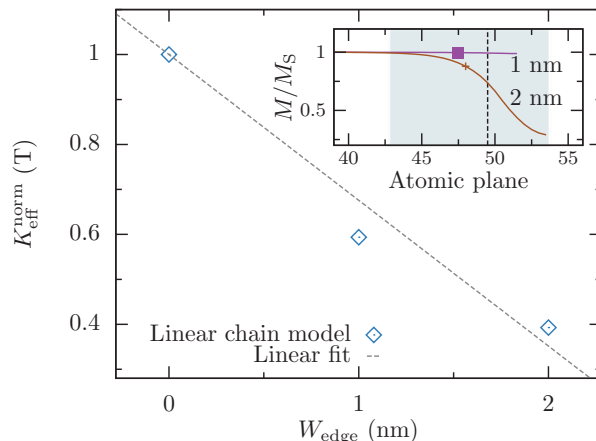 1
0.8
0.6
0.4
K_eff^norm (T)
0
1
2
W_edge (nm)
Linear chain model
Linear fit
1
0.5
M/M_S
40
45
50
55
Atomic plane
1 nm
2 nm